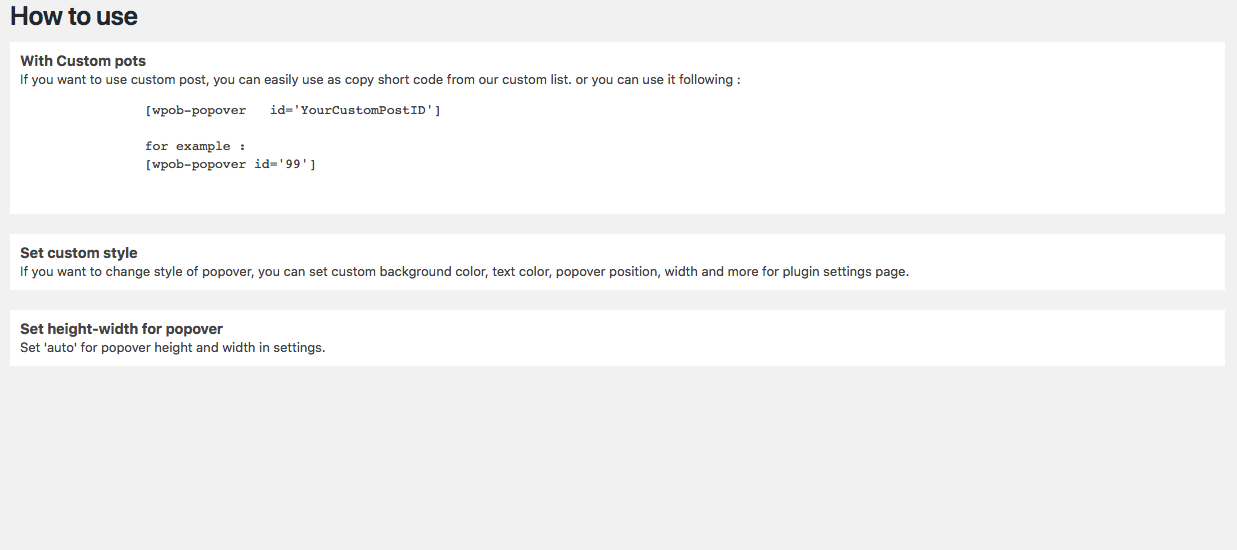 How to use
With Custom pots
If you want to use custom post, you can easily use as copy short code from our custom list. or you can use it following :
[wpob-popover   id='YourCustomPostID']
for example :
[wpob-popover id='99']
Set custom style
If you want to change style of popover, you can set custom background color, text color, popover position, width and more for plugin settings page.
Set height-width for popover
Set 'auto' for popover height and width in settings.